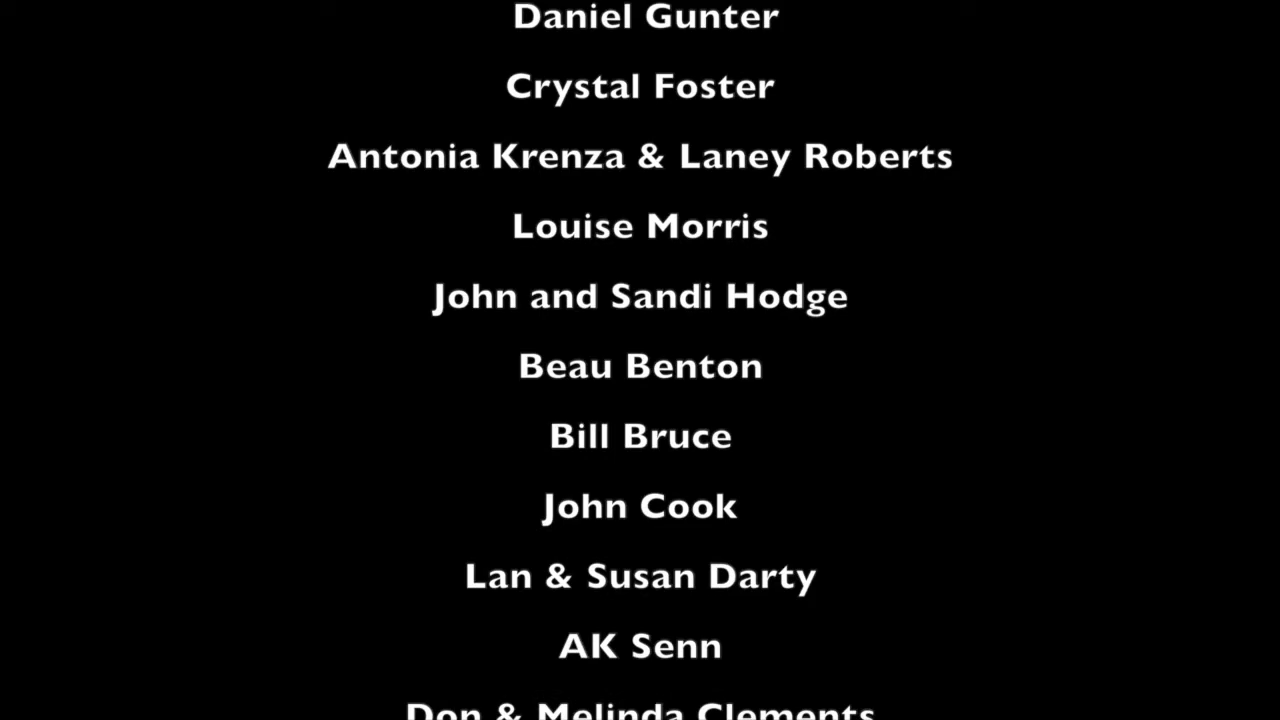 Daniel Gunter
Crystal Foster
Antonia Krenza & Laney Roberts
Louise Morris
John and Sandi Hodge
Beau Benton
Bill Bruce
John Cook
Lan & Susan Darty
AK Senn
Don & Melinda Clements